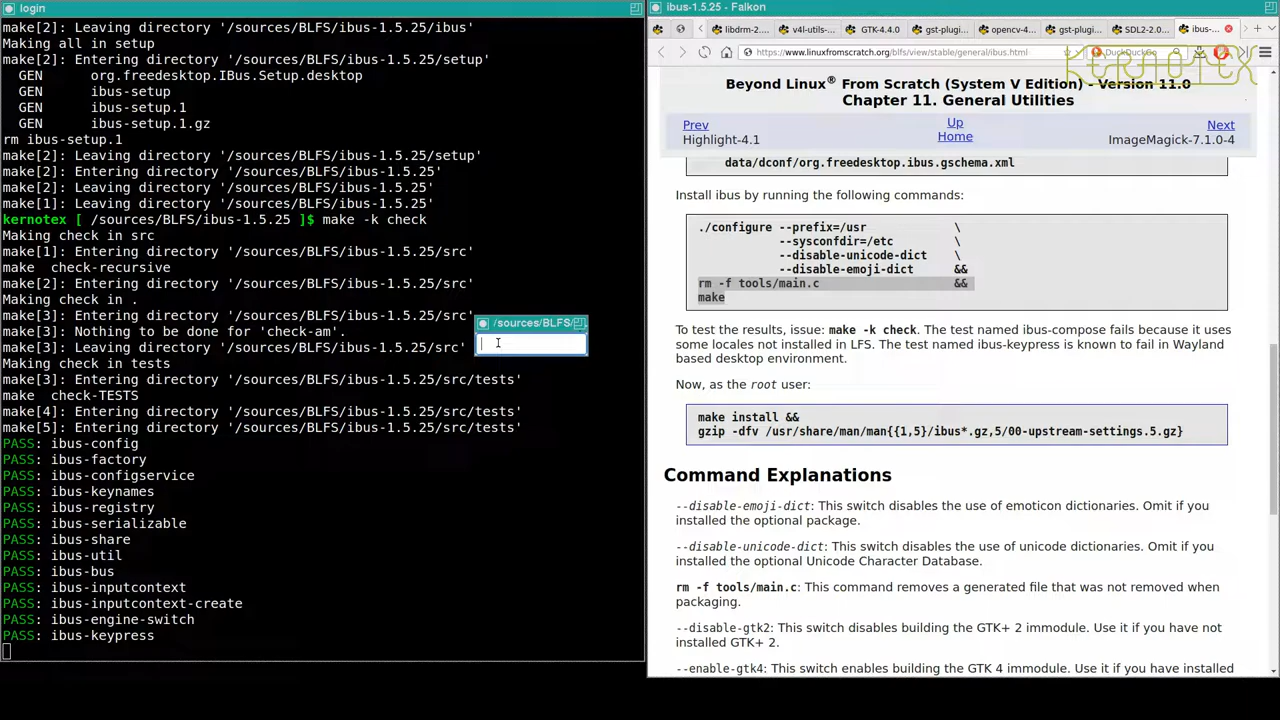 login
make[2]: Leaving directory '/sources/BLFS/ibus-1.5.25/ibus'
Making all in setup
make[2]: Entering directory '/sources/BLFS/ibus-1.5.25/setup'
GEN org.freedesktop.IBus.Setup.desktop
GEN ibus-setup
GEN ibus-setup.1
GEN ibus-setup.1.gz
rm ibus-setup.1
make[2]: Leaving directory '/sources/BLFS/ibus-1.5.25/setup'
make[2]: Entering directory '/sources/BLFS/ibus-1.5.25'
make[2]: Leaving directory '/sources/BLFS/ibus-1.5.25'
make[1]: Leaving directory '/sources/BLFS/ibus-1.5.25'
kernotex [ /sources/BLFS/ibus-1.5.25 ]$ make -k check
Making check in src
make[1]: Entering directory '/sources/BLFS/ibus-1.5.25/src'
make check-recursive
make[2]: Entering directory '/sources/BLFS/ibus-1.5.25/src'
Making check in .
make[3]: Entering directory '/sources/BLFS/ibus-1.5.25/src'
make[3]: Nothing to be done for 'check-am'.
make[3]: Leaving directory '/sources/BLFS/ibus-1.5.25/src'
Making check in tests
make[3]: Entering directory '/sources/BLFS/ibus-1.5.25/src/tests'
make check-TESTS
make[4]: Entering directory '/sources/BLFS/ibus-1.5.25/src/tests'
make[5]: Entering directory '/sources/BLFS/ibus-1.5.25/src/tests'
PASS: ibus-config
PASS: ibus-factory
PASS: ibus-configservice
PASS: ibus-keynames
PASS: ibus-registry
PASS: ibus-serializable
PASS: ibus-share
PASS: ibus-util
PASS: ibus-bus
PASS: ibus-inputcontext
PASS: ibus-inputcontext-create
PASS: ibus-engine-switch
PASS: ibus-keypress
/sources/BLFS/
ibus-1.5.25 - Falkon
libdrm-2.... v4l-utils-... GTK-4.4.0 gst-plugi... opencv-4... gst-plugi... SDL2-2.0... ibus-...
https://www.linuxfromscratch.org/blfs/view/stable/general/ibus.html
DuckDuckGo
KERNOTEX
Beyond Linux® From Scratch (System V Edition) - Version 11.0
Chapter 11. General Utilities
Prev Up Next
Highlight-4.1 Home ImageMagick-7.1.0-4
data/dconf/org.freedesktop.ibus.gschema.xml
Install ibus by running the following commands:
./configure --prefix=/usr \
--sysconfdir=/etc \
--disable-unicode-dict \
--disable-emoji-dict &&
rm -f tools/main.c &&
make
To test the results, issue: make -k check. The test named ibus-compose fails because it uses
some locales not installed in LFS. The test named ibus-keypress is known to fail in Wayland
based desktop environment.
Now, as the root user:
make install &&
gzip -dfv /usr/share/man/man{{1,5}/ibus*.gz,5/00-upstream-settings.5.gz}
Command Explanations
--disable-emoji-dict: This switch disables the use of emoticon dictionaries. Omit if you
installed the optional package.
--disable-unicode-dict: This switch disables the use of unicode dictionaries. Omit if you
installed the optional Unicode Character Database.
rm -f tools/main.c: This command removes a generated file that was not removed when
packaging.
--disable-gtk2: This switch disables building the GTK+ 2 immodule. Use it if you have not
installed GTK+ 2.
--enable-gtk4: This switch enables building the GTK 4 immodule. Use it if you have installed